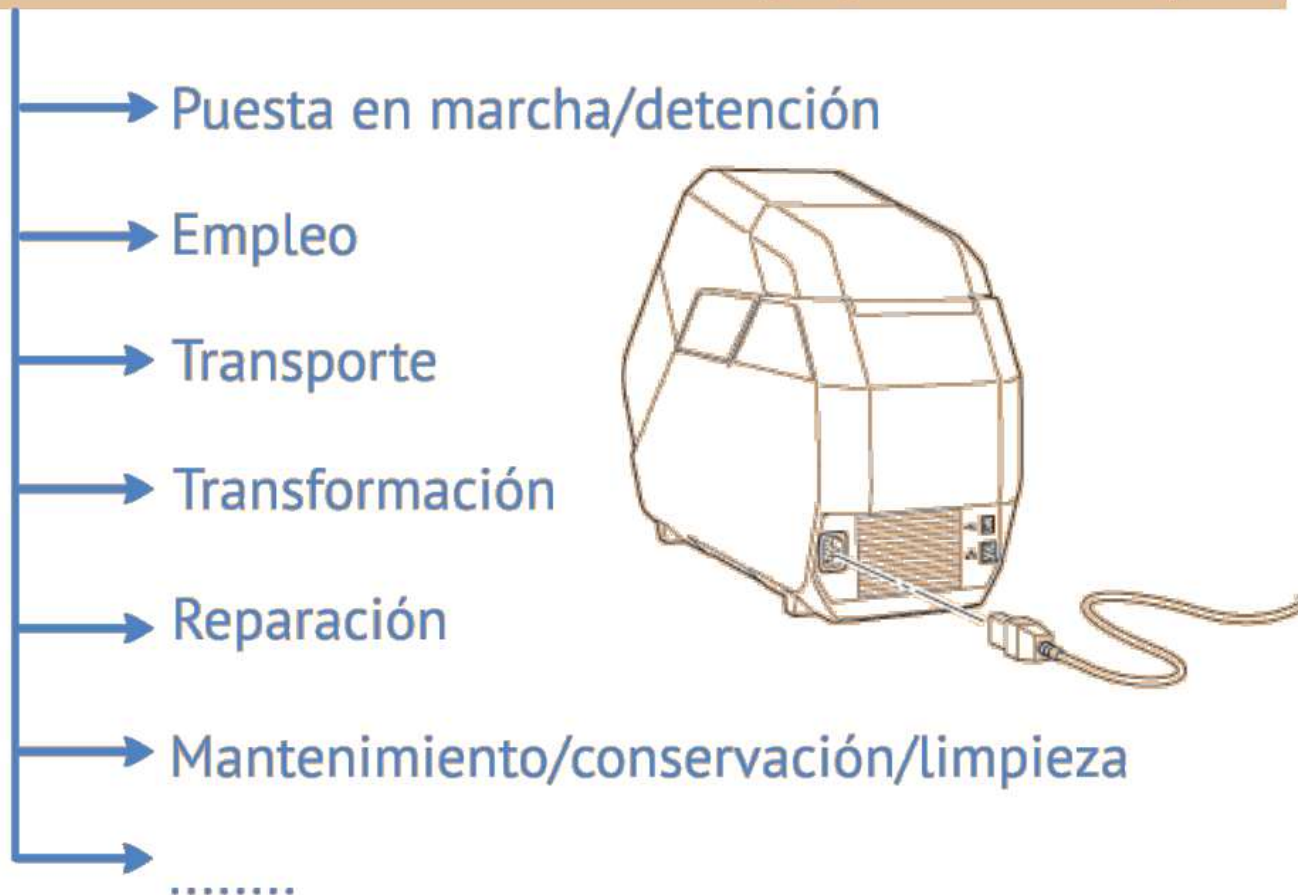 Puesta en marcha/detención
Empleo
Transporte
Transformación
Reparación
Mantenimiento/conservación/limpieza
........